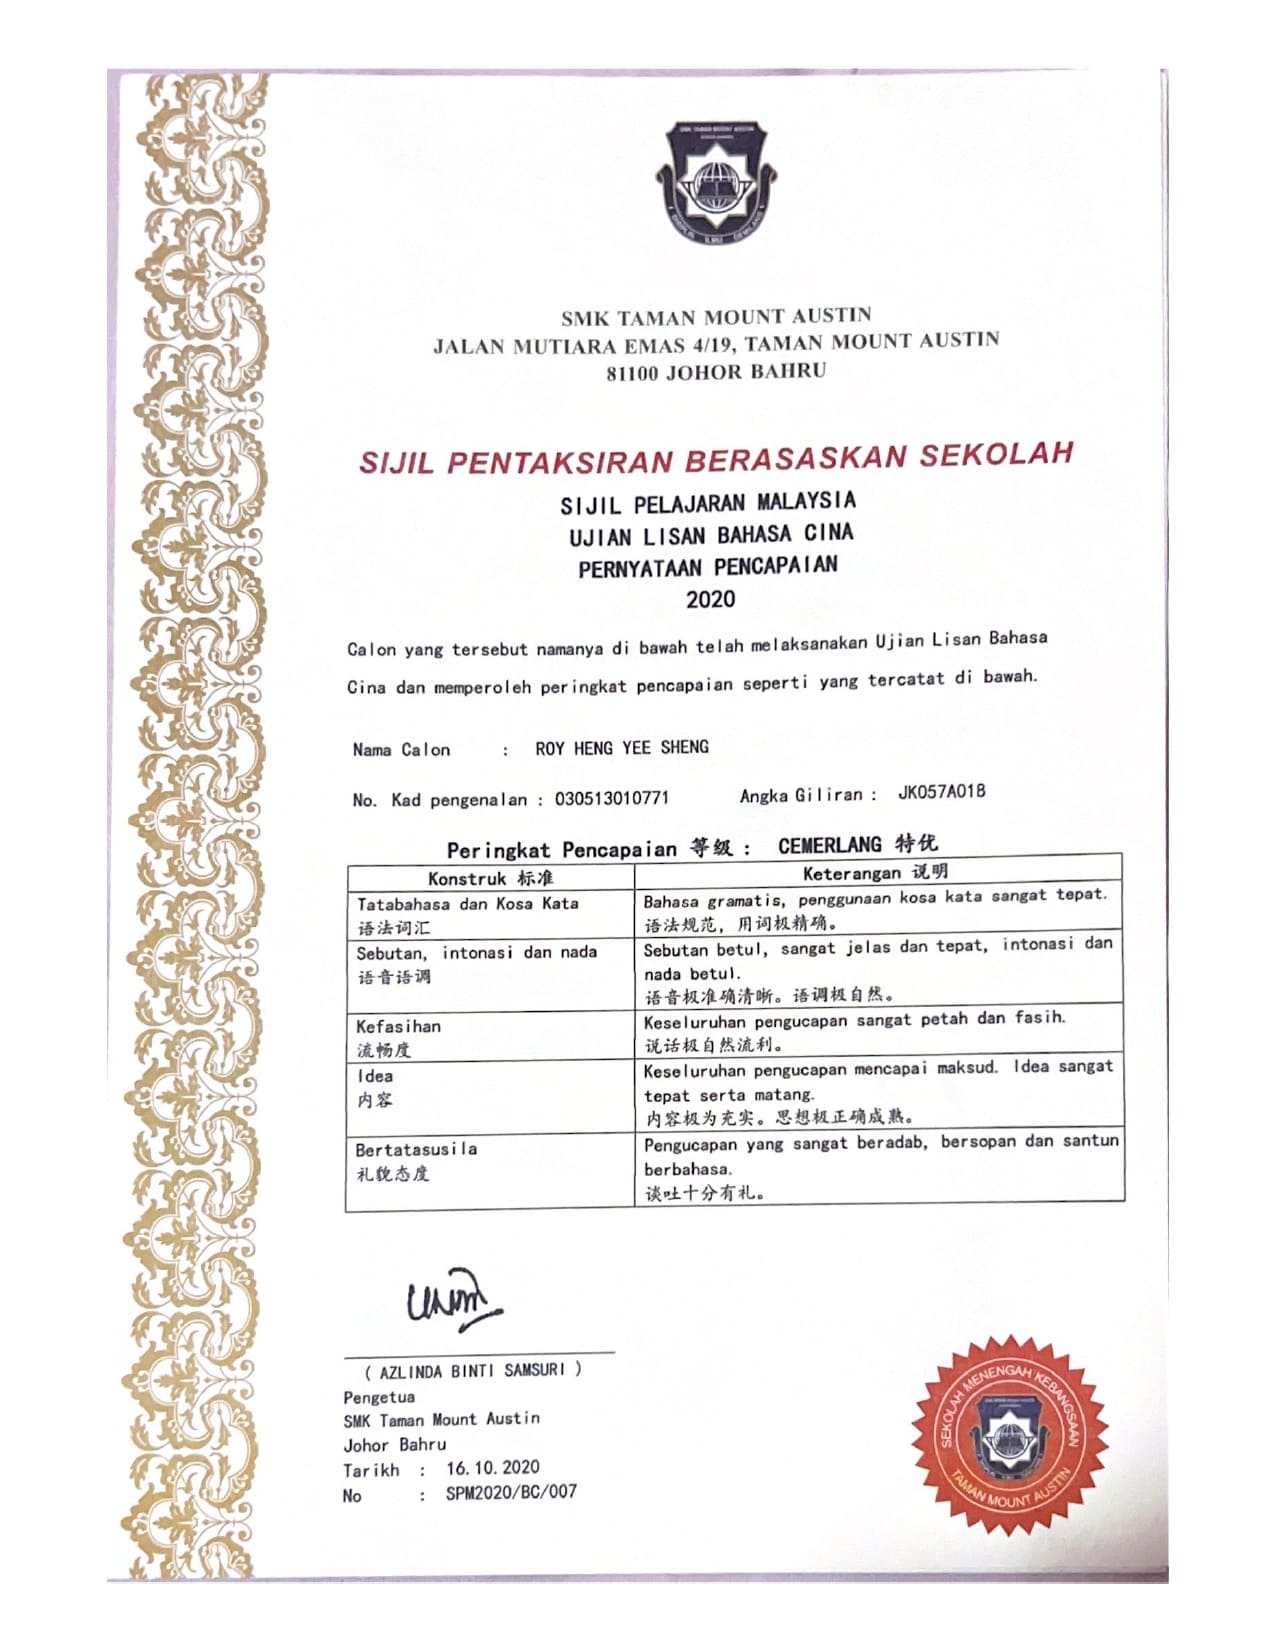 SMK TAMAN MOUNT AUSTIN
JALAN MUTIARA EMAS 4/19, TAMAN MOUNT AUSTIN
81100 JOHOR BAHRU
SIJIL PENTAKSIRAN BERASASKAN SEKOLAH
SIJIL PELAJARAN MALAYSIA
UJIAN LISAN BAHASA CINA
PERNYATAAN PENCAPAIAN
2020
Calon yang tersebut namanya di bawah telah melaksanakan Ujian Lisan Bahasa
Cina dan memperoleh peringkat pencapaian seperti yang tercatat di bawah.
Nama Calon : ROY HENG YEE SHENG
No. Kad pengenalan : 030513010771 Angka Giliran : JK057A018
Peringkat Pencapaian 等级 : CEMERLANG 特优
Konstruk 标准 Keterangan 说明
Tatabahasa dan Kosa Kata
语法词汇
Bahasa gramatis, penggunaan kosa kata sangat tepat.
语法规范，用词极精确。
Sebutan, intonasi dan nada
语音语调
Sebutan betul, sangat jelas dan tepat, intonasi dan
nada betul.
语音极准确清晰。语调极自然。
Kefasihan
流畅度
Keseluruhan pengucapan sangat petah dan fasih.
说话极自然流利。
Idea
内容
Keseluruhan pengucapan mencapai maksud. Idea sangat
tepat serta matang.
内容极为充实。思想极正确成熟。
Bertatasusila
礼貌态度
Pengucapan yang sangat beradab, bersopan dan santun
berbahasa.
谈吐十分有礼。
( AZLINDA BINTI SAMSURI )
Pengetua
SMK Taman Mount Austin
Johor Bahru
Tarikh : 16.10.2020
No : SPM2020/BC/007
SEKOLAH MENENGAH KEBANGSAAN
TAMAN MOUNT AUSTIN